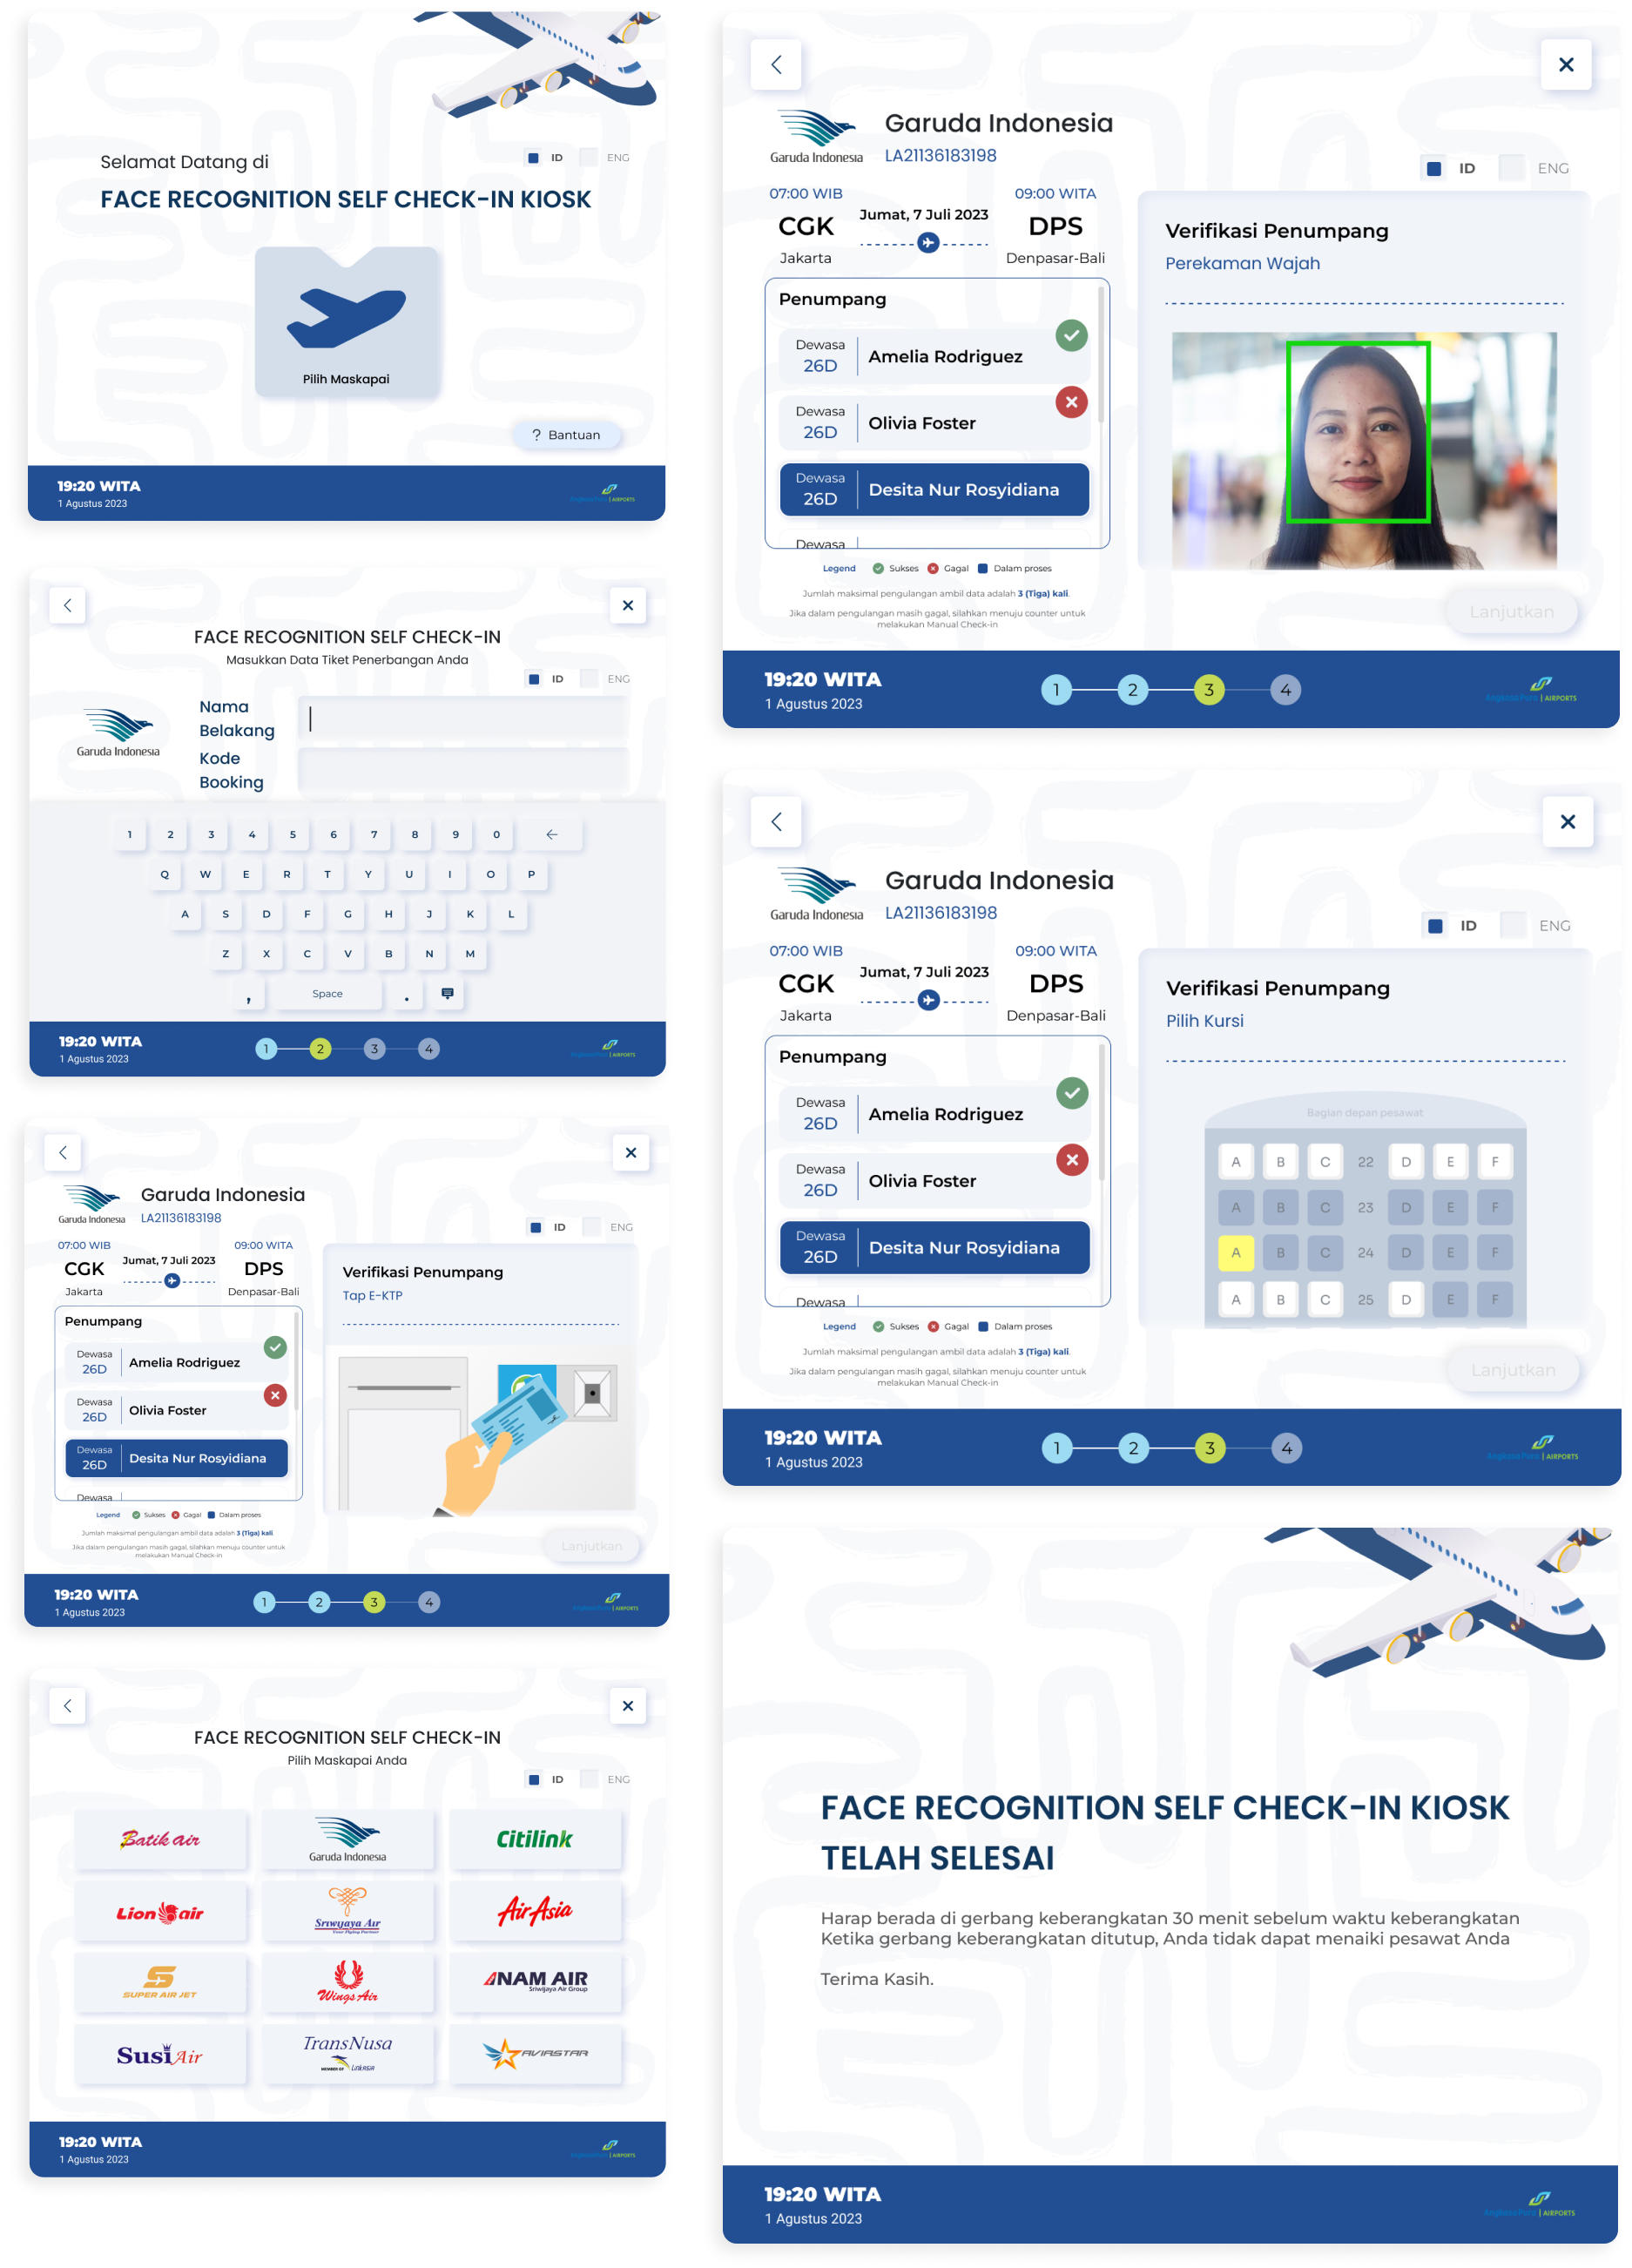 Selamat Datang di
ID
ENG
FACE RECOGNITION SELF CHECK-IN KIOSK
Pilih Maskapai
? Bantuan
19:20 WITA
1 Agustus 2023
AIRPORTS
FACE RECOGNITION SELF CHECK-IN
Masukkan Data Tiket Penerbangan Anda
ID
ENG
Garuda Indonesia
Nama
Belakang
Kode
Booking
1 2 3 4 5 6 7 8 9 0
Q W E R T Y U I O P
A S D F G H J K L
Z X C V B N M
, Space .
19:20 WITA
1 Agustus 2023
1 2 3 4
AIRPORTS
Garuda Indonesia
Garuda Indonesia
LA21136183198
ID
ENG
07:00 WIB
09:00 WITA
CGK
Jumat, 7 Juli 2023
DPS
Jakarta
Denpasar-Bali
Penumpang
Dewasa
26D
Amelia Rodriguez
Dewasa
26D
Olivia Foster
Dewasa
26D
Desita Nur Rosyidiana
Dewasa
Legend Sukses Gagal Dalam proses
Jumlah maksimal pengulangan ambil data adalah 3 (Tiga) kali.
Jika dalam pengulangan masih gagal, silahkan menuju counter untuk
melakukan Manual Check-in
Verifikasi Penumpang
Tap E-KTP
Lanjutkan
19:20 WITA
1 Agustus 2023
1 2 3 4
AIRPORTS
FACE RECOGNITION SELF CHECK-IN
Pilih Maskapai Anda
ID
ENG
Batik air
Garuda Indonesia
Citilink
Lion air
Sriwijaya Air
Your Flying Partner
AirAsia
SUPER AIR JET
Wings Air
NAM AIR
Sriwijaya Air Group
Susi Air
TransNusa
MEMBER OF Linkasia
AVIASTAR
19:20 WITA
1 Agustus 2023
AIRPORTS
Garuda Indonesia
Garuda Indonesia
LA21136183198
ID
ENG
07:00 WIB
09:00 WITA
CGK
Jumat, 7 Juli 2023
DPS
Jakarta
Denpasar-Bali
Penumpang
Dewasa
26D
Amelia Rodriguez
Dewasa
26D
Olivia Foster
Dewasa
26D
Desita Nur Rosyidiana
Dewasa
Legend Sukses Gagal Dalam proses
Jumlah maksimal pengulangan ambil data adalah 3 (Tiga) kali.
Jika dalam pengulangan masih gagal, silahkan menuju counter untuk
melakukan Manual Check-in
Verifikasi Penumpang
Perekaman Wajah
Lanjutkan
19:20 WITA
1 Agustus 2023
1 2 3 4
Angkasa Pura | AIRPORTS
Garuda Indonesia
Garuda Indonesia
LA21136183198
ID
ENG
07:00 WIB
09:00 WITA
CGK
Jumat, 7 Juli 2023
DPS
Jakarta
Denpasar-Bali
Penumpang
Dewasa
26D
Amelia Rodriguez
Dewasa
26D
Olivia Foster
Dewasa
26D
Desita Nur Rosyidiana
Dewasa
Legend Sukses Gagal Dalam proses
Jumlah maksimal pengulangan ambil data adalah 3 (Tiga) kali.
Jika dalam pengulangan masih gagal, silahkan menuju counter untuk
melakukan Manual Check-in
Verifikasi Penumpang
Pilih Kursi
Bagian depan pesawat
A B C 22 D E F
A B C 23 D E F
A B C 24 D E F
A B C 25 D E F
Lanjutkan
19:20 WITA
1 Agustus 2023
1 2 3 4
Angkasa Pura | AIRPORTS
FACE RECOGNITION SELF CHECK-IN KIOSK
TELAH SELESAI
Harap berada di gerbang keberangkatan 30 menit sebelum waktu keberangkatan
Ketika gerbang keberangkatan ditutup, Anda tidak dapat menaiki pesawat Anda
Terima Kasih.
19:20 WITA
1 Agustus 2023
Angkasa Pura | AIRPORTS